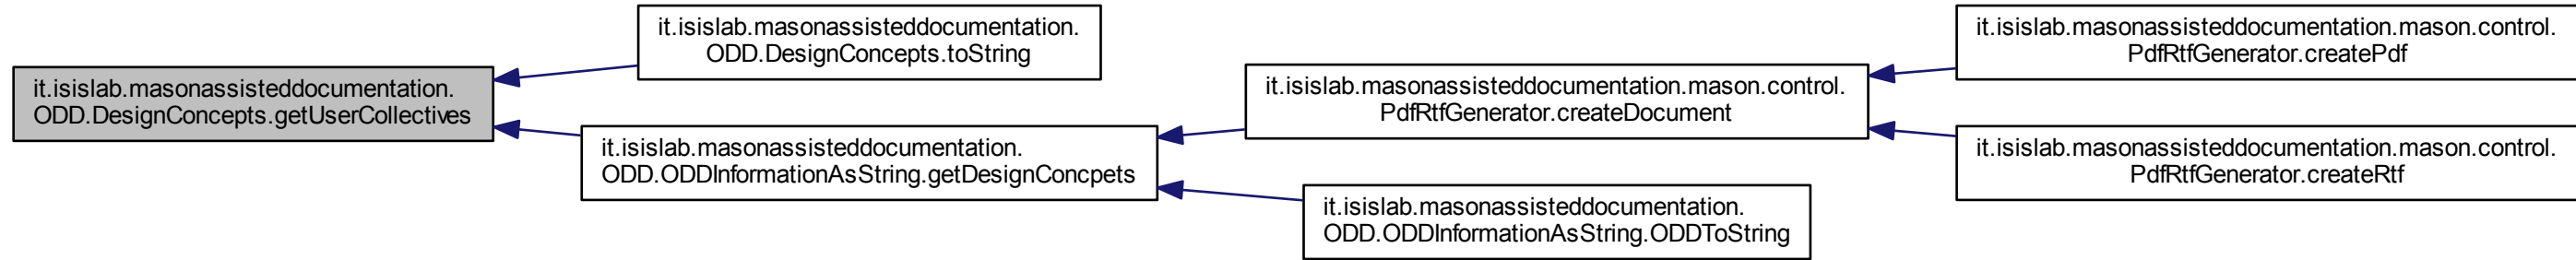 it.isislab.masonassisteddocumentation.
ODD.DesignConcepts.getUserCollectives
it.isislab.masonassisteddocumentation.
ODD.DesignConcepts.toString
it.isislab.masonassisteddocumentation.
ODD.ODDInformationAsString.getDesignConcpets
it.isislab.masonassisteddocumentation.mason.control.
PdfRtfGenerator.createDocument
it.isislab.masonassisteddocumentation.
ODD.ODDInformationAsString.ODDToString
it.isislab.masonassisteddocumentation.mason.control.
PdfRtfGenerator.createPdf
it.isislab.masonassisteddocumentation.mason.control.
PdfRtfGenerator.createRtf